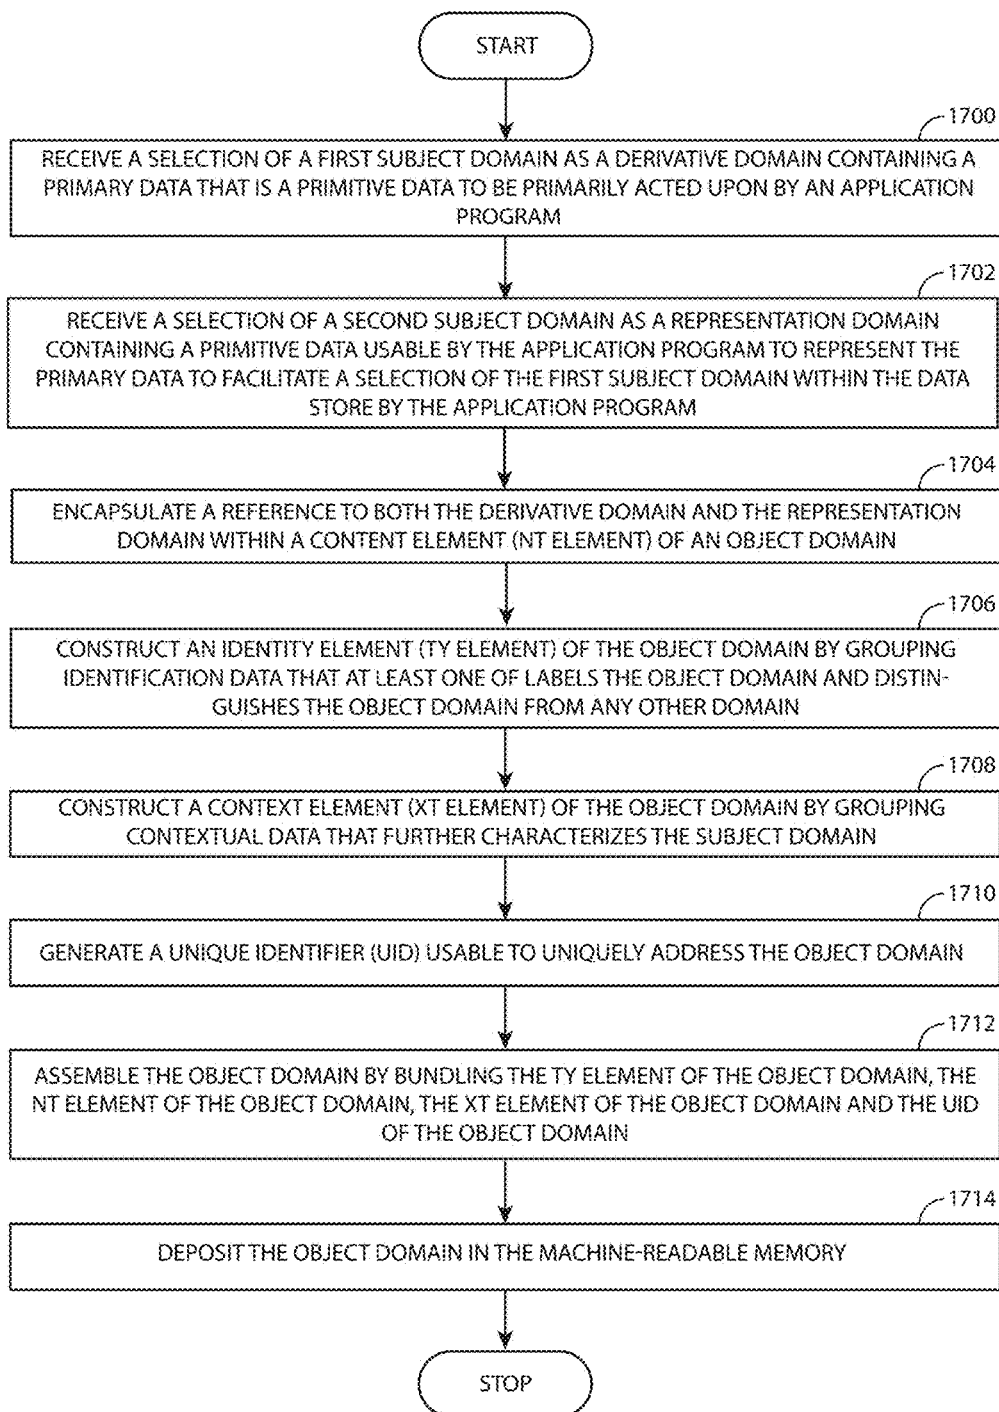 START
1700
RECEIVE A SELECTION OF A FIRST SUBJECT DOMAIN AS A DERIVATIVE DOMAIN CONTAINING A
PRIMARY DATA THAT IS A PRIMITIVE DATA TO BE PRIMARILY ACTED UPON BY AN APPLICATION
PROGRAM
1702
RECEIVE A SELECTION OF A SECOND SUBJECT DOMAIN AS A REPRESENTATION DOMAIN
CONTAINING A PRIMITIVE DATA USABLE BY THE APPLICATION PROGRAM TO REPRESENT THE
PRIMARY DATA TO FACILITATE A SELECTION OF THE FIRST SUBJECT DOMAIN WITHIN THE DATA
STORE BY THE APPLICATION PROGRAM
1704
ENCAPSULATE A REFERENCE TO BOTH THE DERIVATIVE DOMAIN AND THE REPRESENTATION
DOMAIN WITHIN A CONTENT ELEMENT (NT ELEMENT) OF AN OBJECT DOMAIN
1706
CONSTRUCT AN IDENTITY ELEMENT (TY ELEMENT) OF THE OBJECT DOMAIN BY GROUPING
IDENTIFICATION DATA THAT AT LEAST ONE OF LABELS THE OBJECT DOMAIN AND DISTIN-
GUISHES THE OBJECT DOMAIN FROM ANY OTHER DOMAIN
1708
CONSTRUCT A CONTEXT ELEMENT (XT ELEMENT) OF THE OBJECT DOMAIN BY GROUPING
CONTEXTUAL DATA THAT FURTHER CHARACTERIZES THE SUBJECT DOMAIN
1710
GENERATE A UNIQUE IDENTIFIER (UID) USABLE TO UNIQUELY ADDRESS THE OBJECT DOMAIN
1712
ASSEMBLE THE OBJECT DOMAIN BY BUNDLING THE TY ELEMENT OF THE OBJECT DOMAIN, THE
NT ELEMENT OF THE OBJECT DOMAIN, THE XT ELEMENT OF THE OBJECT DOMAIN AND THE UID
OF THE OBJECT DOMAIN
1714
DEPOSIT THE OBJECT DOMAIN IN THE MACHINE-READABLE MEMORY
STOP